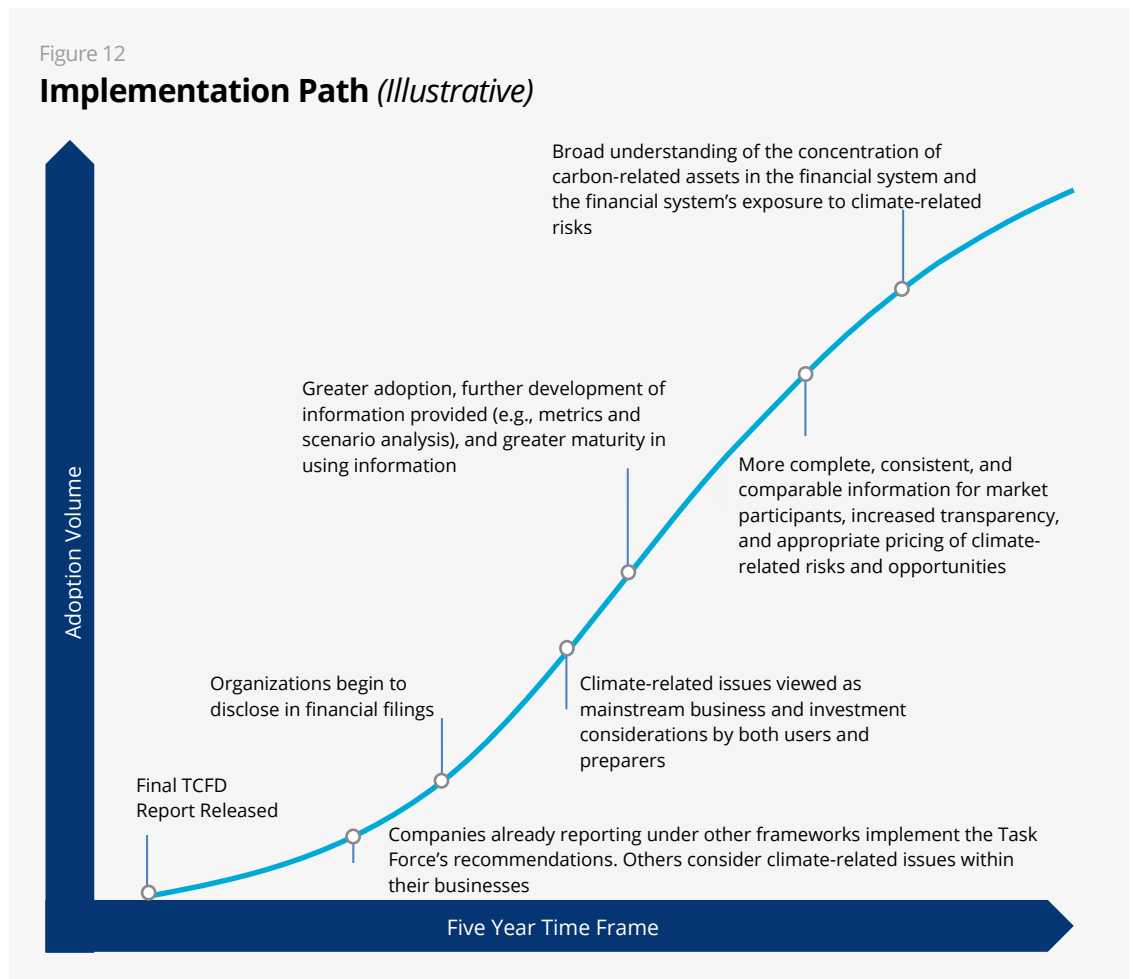 Figure 12
Implementation Path (Illustrative)
Broad understanding of the concentration of
carbon-related assets in the financial system and
the financial system’s exposure to climate-related
risks
Greater adoption, further development of
information provided (e.g., metrics and
scenario analysis), and greater maturity in
using information
More complete, consistent, and
comparable information for market
participants, increased transparency,
and appropriate pricing of climate-
related risks and opportunities
Adoption Volume
Organizations begin to
disclose in financial filings
Climate-related issues viewed as
mainstream business and investment
considerations by both users and
preparers
Final TCFD
Report Released
Companies already reporting under other frameworks implement the Task
Force’s recommendations. Others consider climate-related issues within
their businesses
Five Year Time Frame